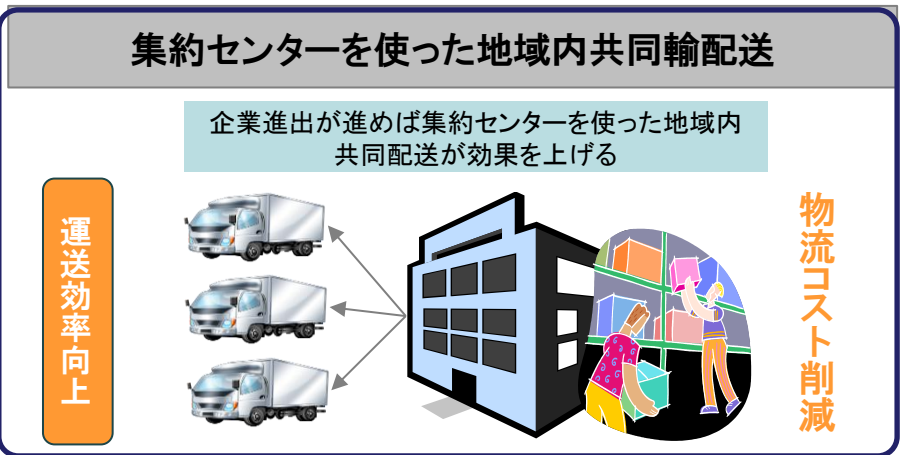 集約センターを使った地域内共同輸配送
企業進出が進めば集約センターを使った地域内
共同配送が効果を上げる
運送効率向上
物流コスト削減